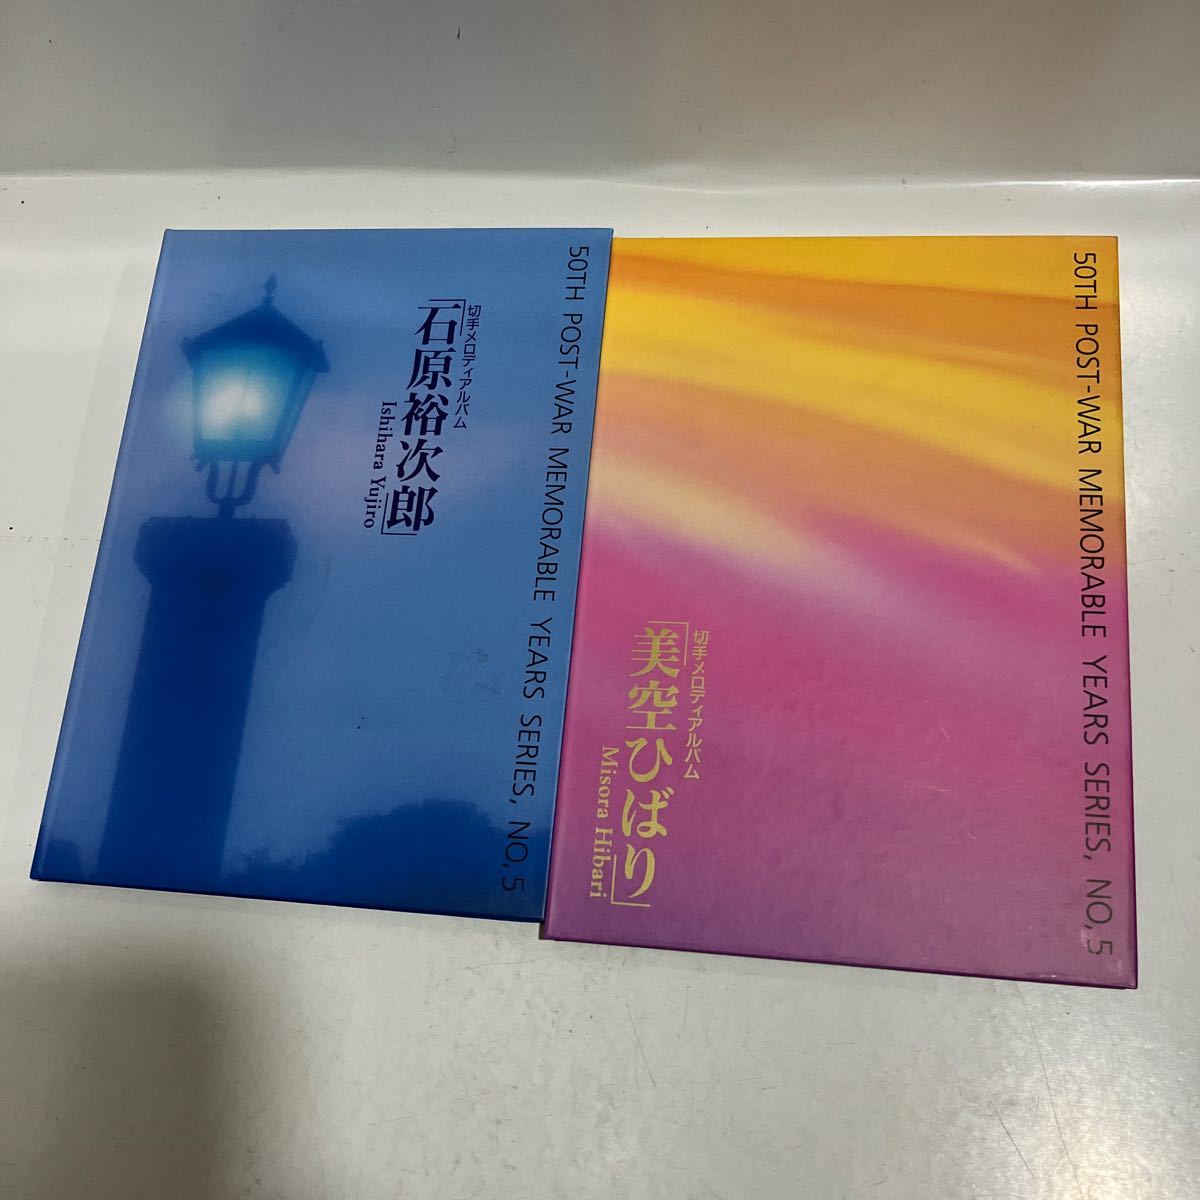 50TH POST-WAR MEMORABLE YEARS SERIES, NO,5
切手メロディアルバム
「石原裕次郎」
Ishihara Yujiro
50TH POST-WAR MEMORABLE YEARS SERIES, NO,5
切手メロディアルバム
「美空ひばり」
Misora Hibari